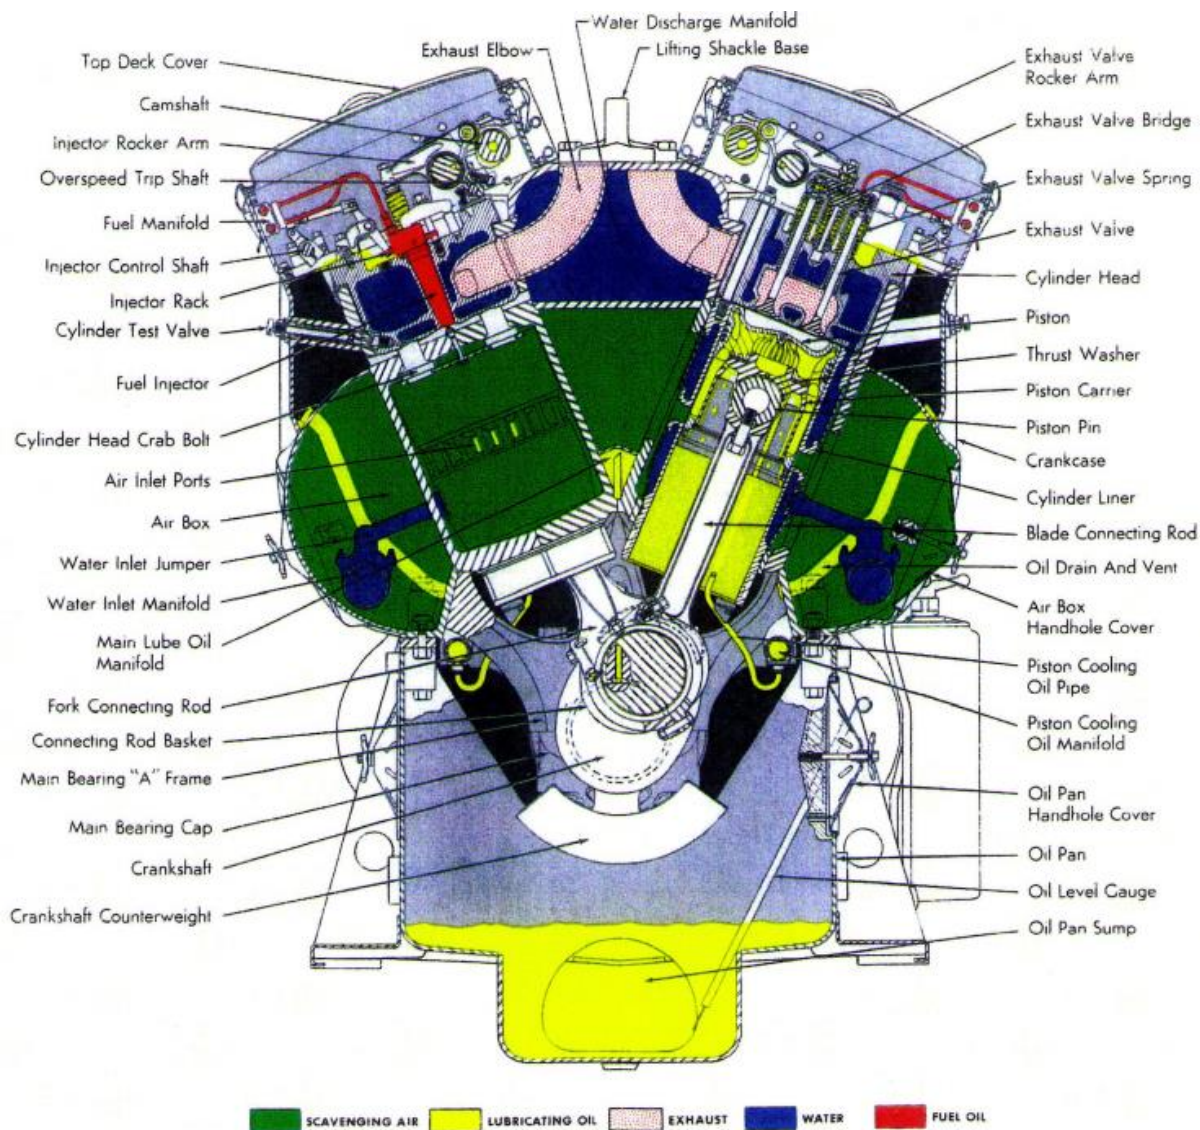 Water Discharge Manifold
Exhaust Elbow
Lifting Shackle Base
Top Deck Cover
Camshaft
Injector Rocker Arm
Overspeed Trip Shaft
Fuel Manifold
Injector Control Shaft
Injector Rack
Cylinder Test Valve
Fuel Injector
Cylinder Head Crab Bolt
Air Inlet Ports
Air Box
Water Inlet Jumper
Water Inlet Manifold
Main Lube Oil
Manifold
Fork Connecting Rod
Connecting Rod Basket
Main Bearing "A" Frame
Main Bearing Cap
Crankshaft
Crankshaft Counterweight
Exhaust Valve
Rocker Arm
Exhaust Valve Bridge
Exhaust Valve Spring
Exhaust Valve
Cylinder Head
Piston
Thrust Washer
Piston Carrier
Piston Pin
Crankcase
Cylinder Liner
Blade Connecting Rod
Oil Drain And Vent
Air Box
Handhole Cover
Piston Cooling
Oil Pipe
Piston Cooling
Oil Manifold
Oil Pan
Handhole Cover
Oil Pan
Oil Level Gauge
Oil Pan Sump
SCAVENGING AIR
LUBRICATING OIL
EXHAUST
WATER
FUEL OIL